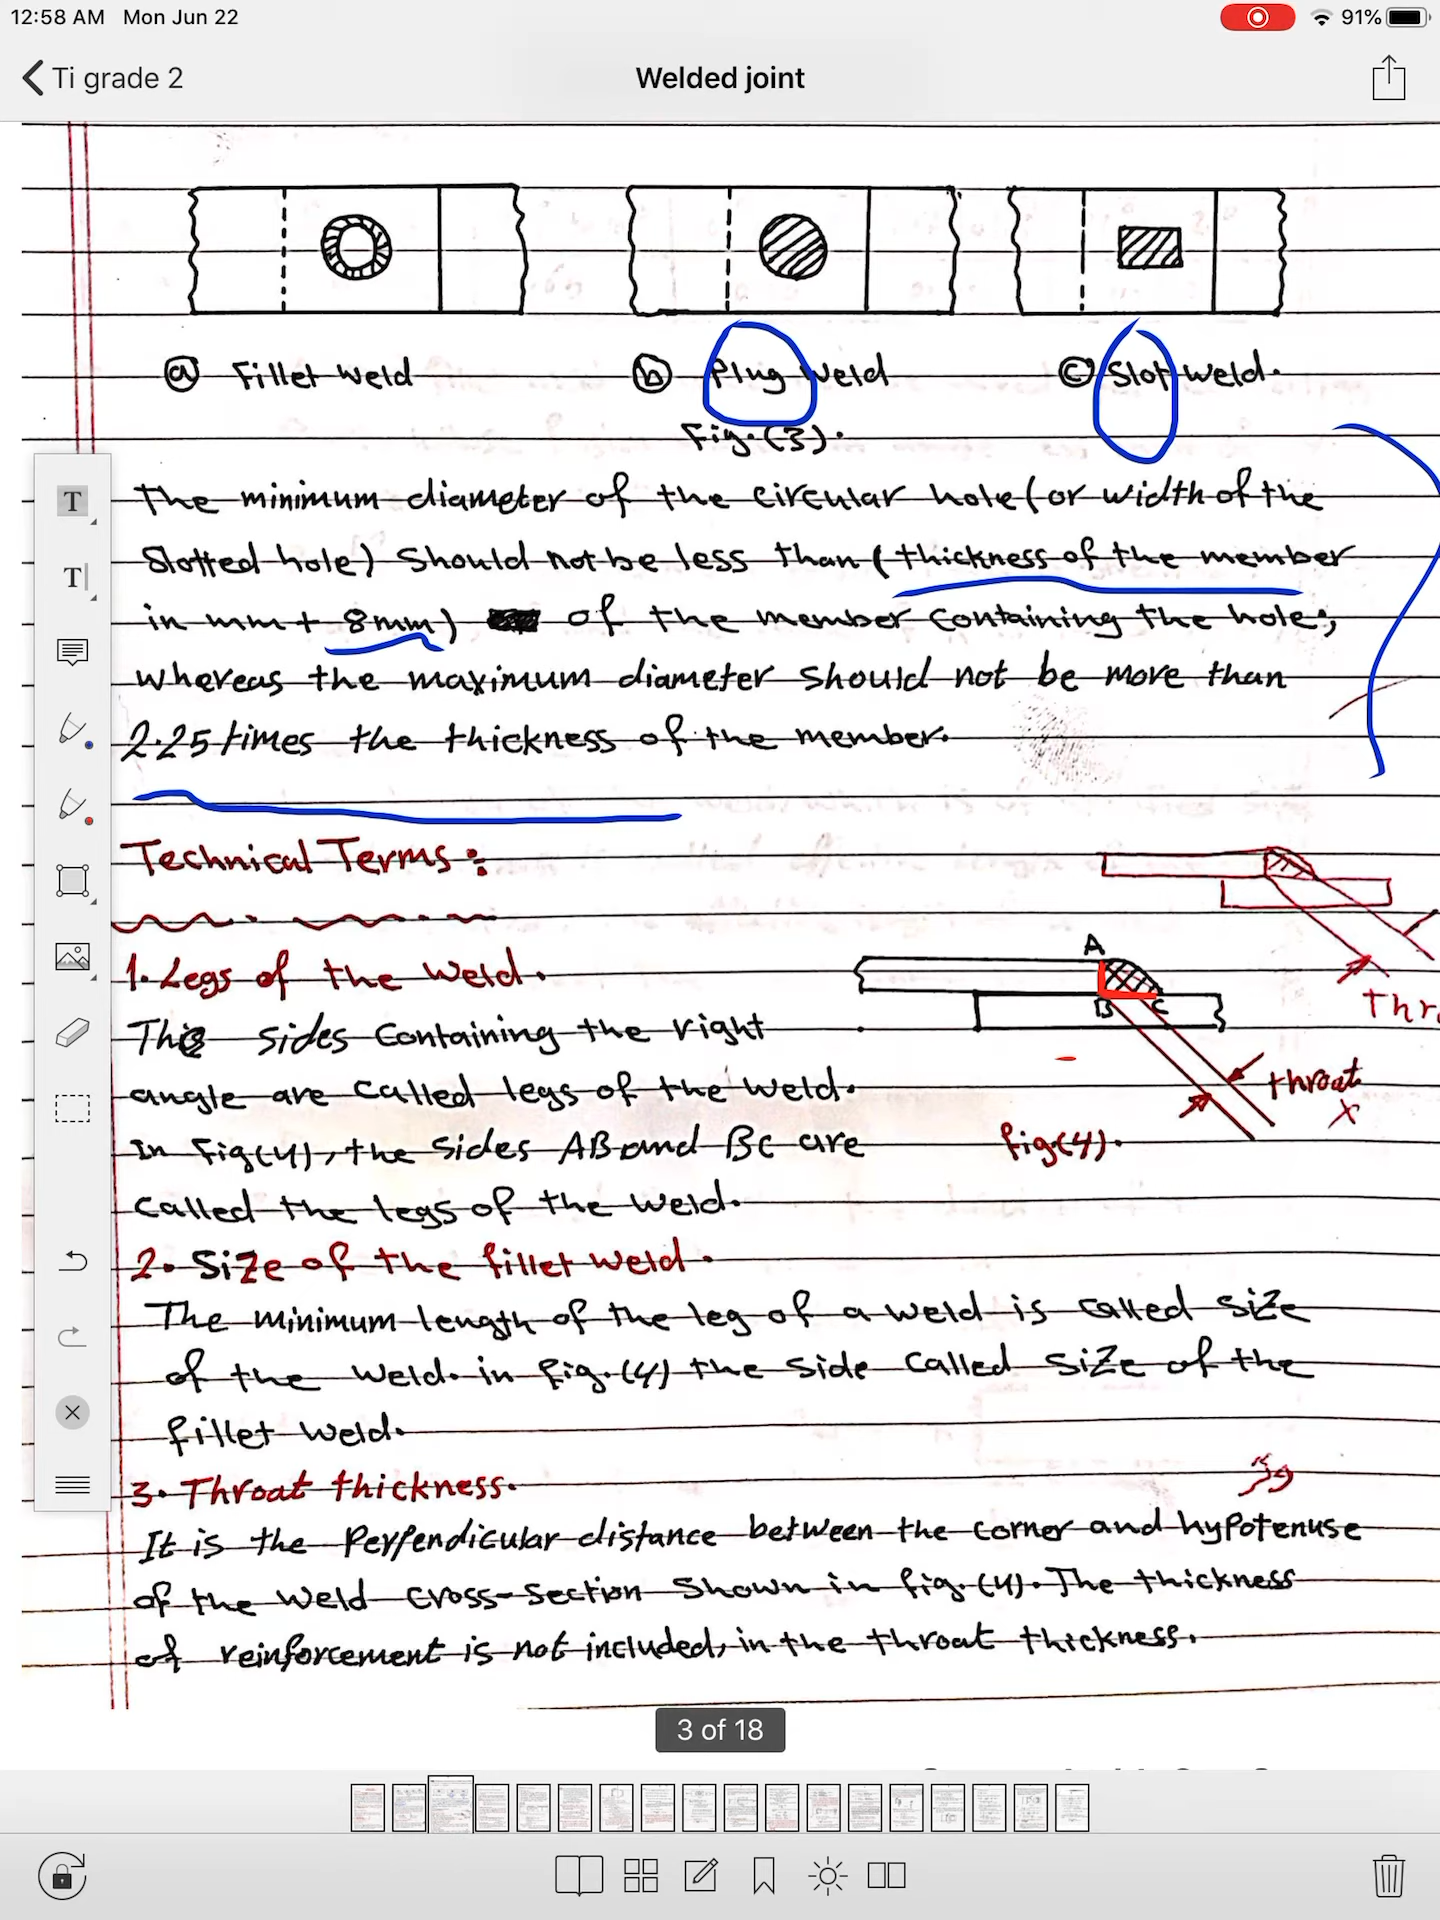 12:58 AM Mon Jun 22
91%
Ti grade 2
Welded joint
ⓐ Fillet weld
ⓑ Plug weld
ⓒ Slot weld.
Fig.(3).
The minimum diameter of the circular hole (or width of the
Slotted hole) Should not be less than (thickness of the member
in mm + 8mm) of the member containing the hole;
whereas the maximum diameter should not be more than
2.25 times the thickness of the member.
Technical Terms:
1. Legs of the weld.
The sides containing the right
angle are called legs of the weld.
In Fig(4), the sides AB and BC are
called the legs of the weld.
A
B
C
Thr
throat
x
fig(4).
2. Size of the fillet weld.
The minimum length of the leg of a weld is called size
of the weld. in fig.(4) the side called size of the
fillet weld.
3. Throat thickness.
It is the Perpendicular distance between the corner and hypotenuse
of the weld cross-section shown in fig.(4). The thickness
of reinforcement is not included, in the throat thickness.
3 of 18
T
T